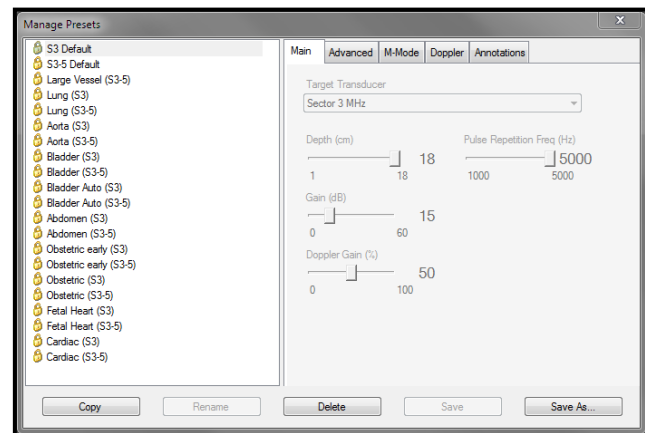 Manage Presets
S3 Default
S3-5 Default
Large Vessel (S3-5)
Lung (S3)
Lung (S3-5)
Aorta (S3)
Aorta (S3-5)
Bladder (S3)
Bladder (S3-5)
Bladder Auto (S3)
Bladder Auto (S3-5)
Abdomen (S3)
Abdomen (S3-5)
Obstetric early (S3)
Obstetric early (S3-5)
Obstetric (S3)
Obstetric (S3-5)
Fetal Heart (S3)
Fetal Heart (S3-5)
Cardiac (S3)
Cardiac (S3-5)
Main Advanced M-Mode Doppler Annotations
Target Transducer
Sector 3 MHz
Depth (cm) Pulse Repetition Freq (Hz)
18 5000
1 18 1000 5000
Gain (dB)
15
0 60
Doppler Gain (%)
50
0 100
Copy Rename Delete Save Save As...